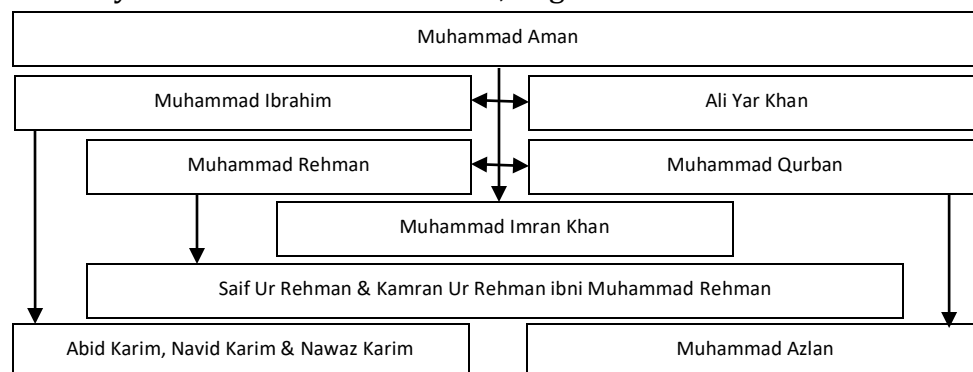 Muhammad Aman
Muhammad Ibrahim
Ali Yar Khan
Muhammad Rehman
Muhammad Qurban
Muhammad Imran Khan
Saif Ur Rehman & Kamran Ur Rehman ibni Muhammad Rehman
Abid Karim, Navid Karim & Nawaz Karim
Muhammad Azlan